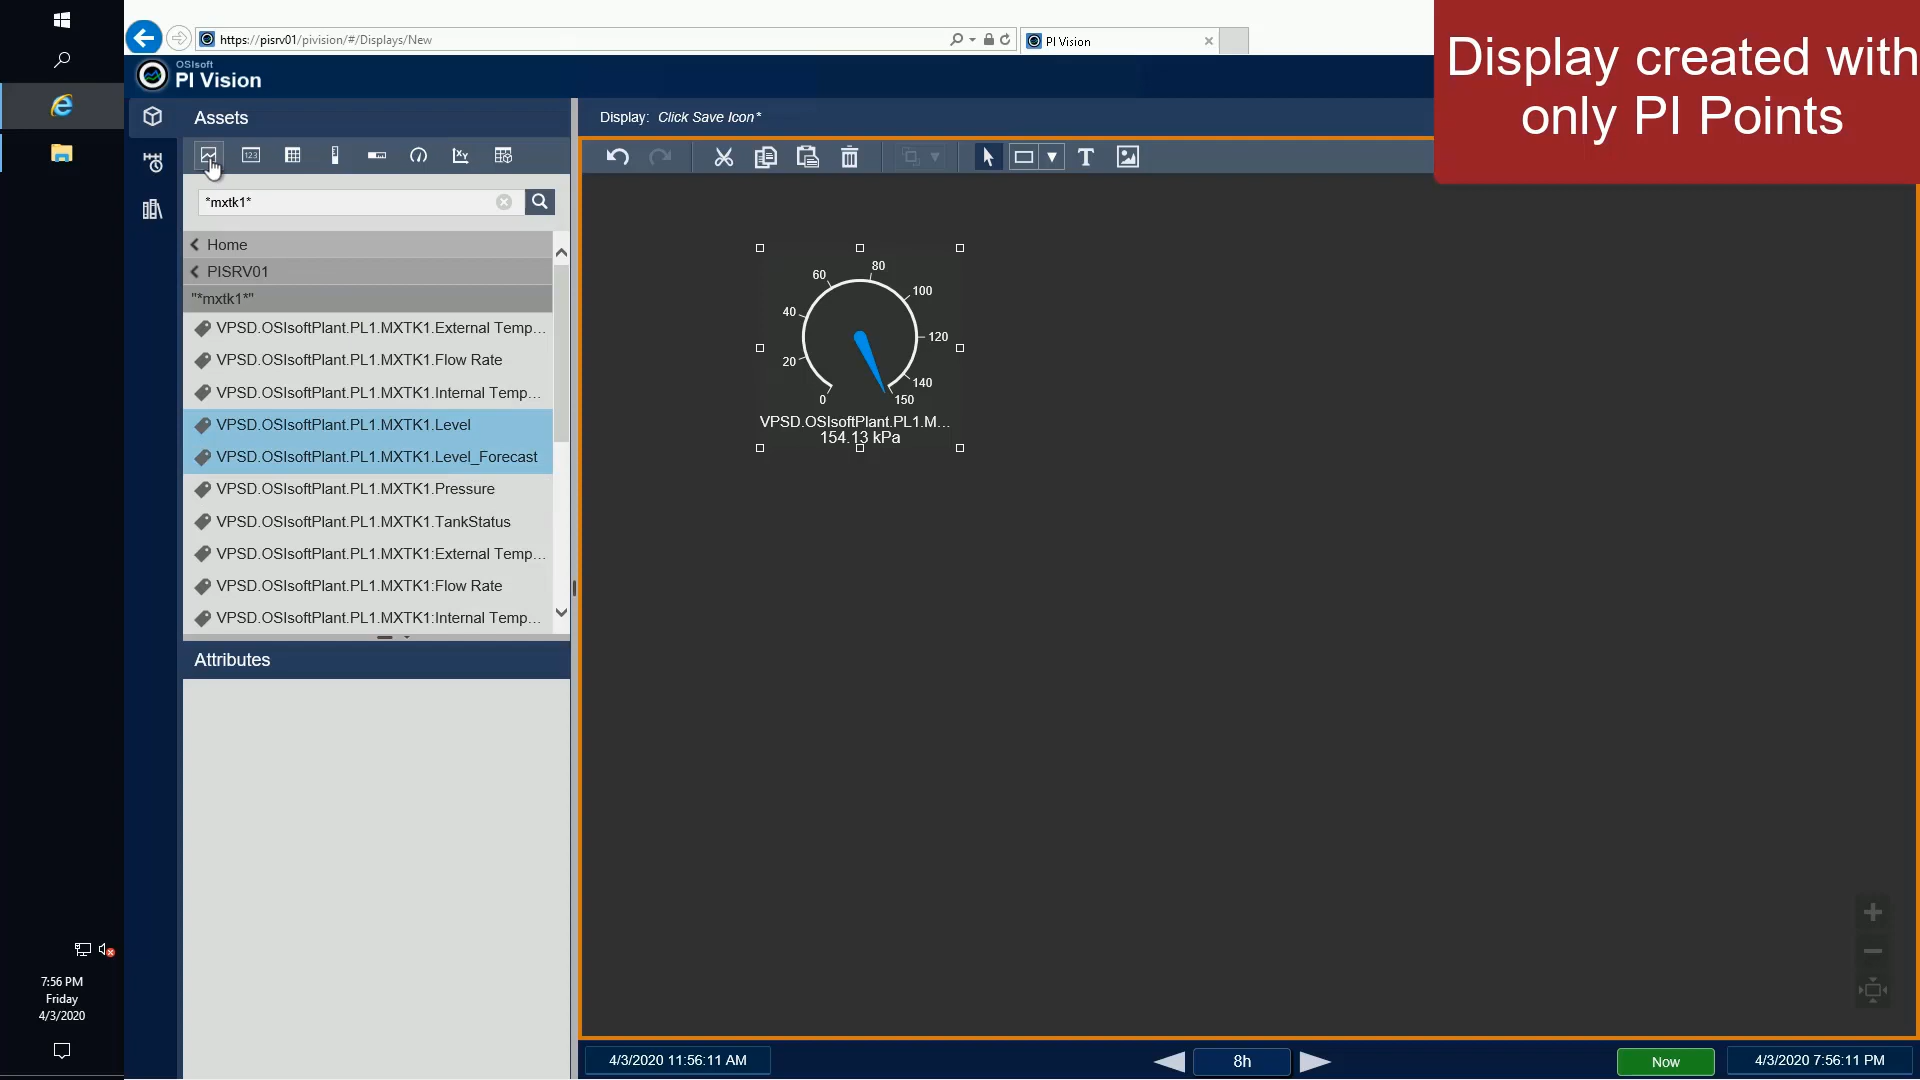 https://pisrv01/pivision/#/Displays/New
PI Vision
Display created with
only PI Points
OSIsoft
PI Vision
Assets
Display: Click Save Icon*
123
XY
T
*mxtk1*
Home
PISRV01
"*mxtk1*"
VPSD.OSIsoftPlant.PL1.MXTK1.External Temp...
VPSD.OSIsoftPlant.PL1.MXTK1.Flow Rate
VPSD.OSIsoftPlant.PL1.MXTK1.Internal Temp...
VPSD.OSIsoftPlant.PL1.MXTK1.Level
VPSD.OSIsoftPlant.PL1.MXTK1.Level_Forecast
VPSD.OSIsoftPlant.PL1.MXTK1.Pressure
VPSD.OSIsoftPlant.PL1.MXTK1.TankStatus
VPSD.OSIsoftPlant.PL1.MXTK1:External Temp...
VPSD.OSIsoftPlant.PL1.MXTK1:Flow Rate
VPSD.OSIsoftPlant.PL1.MXTK1:Internal Temp...
Attributes
0
20
40
60
80
100
120
140
150
VPSD.OSIsoftPlant.PL1.M...
154.13 kPa
7:56 PM
Friday
4/3/2020
4/3/2020 11:56:11 AM
8h
Now
4/3/2020 7:56:11 PM